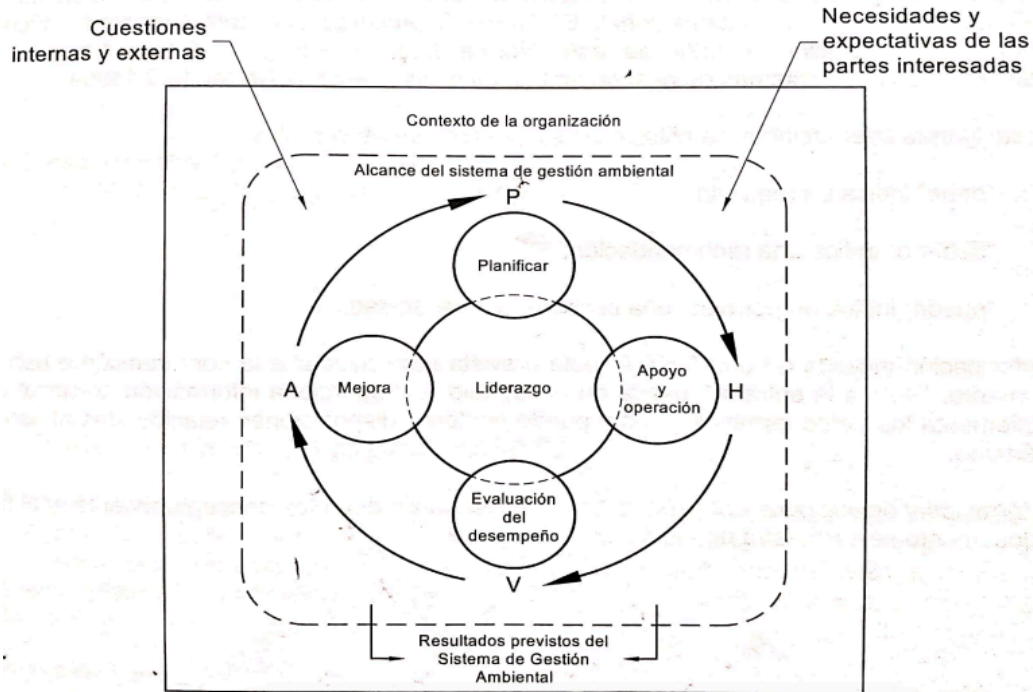 Cuestiones
internas y externas
Necesidades y
expectativas de las
partes interesadas
Contexto de la organización
Alcance del sistema de gestión ambiental
P
Planificar
A
Mejora
Liderazgo
Apoyo
y
operación
H
Evaluación
del
desempeño
V
Resultados previstos del
Sistema de Gestión
Ambiental